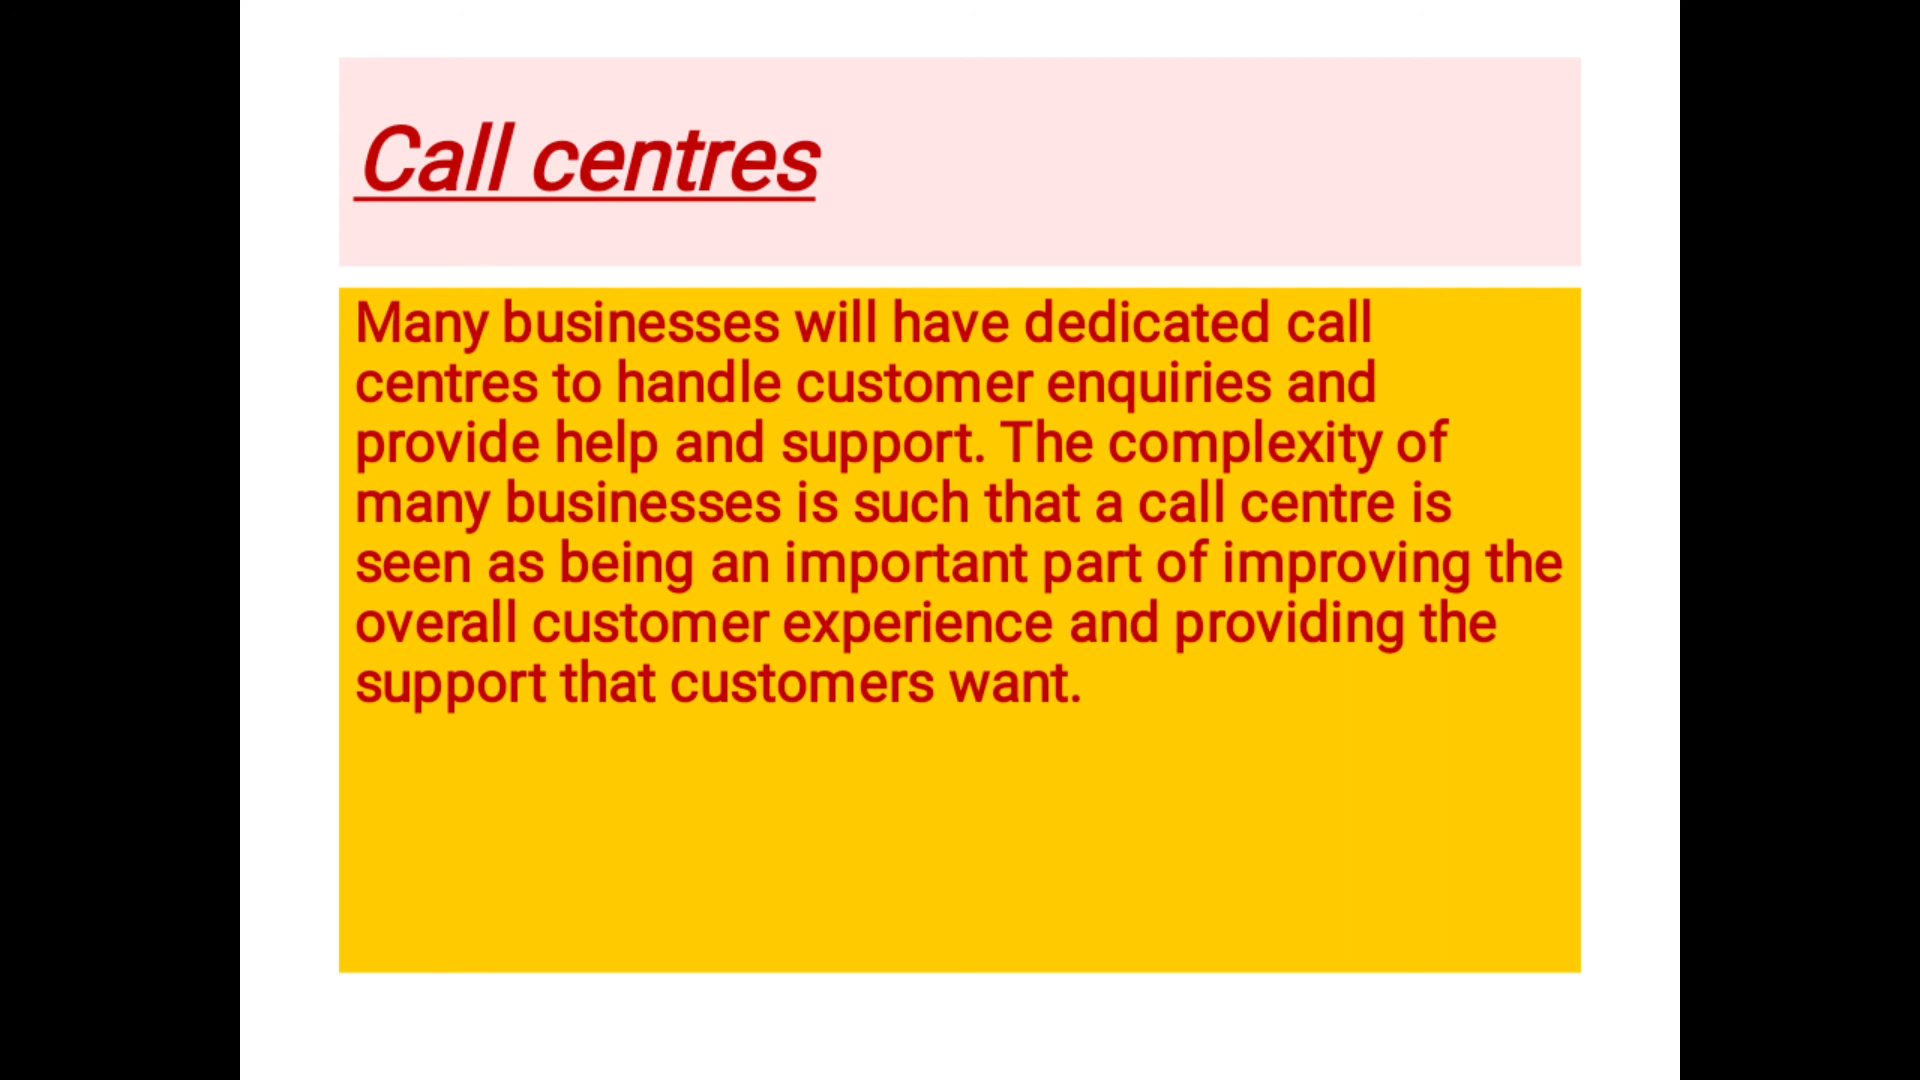 Call centres
Many businesses will have dedicated call
centres to handle customer enquiries and
provide help and support. The complexity of
many businesses is such that a call centre is
seen as being an important part of improving the
overall customer experience and providing the
support that customers want.